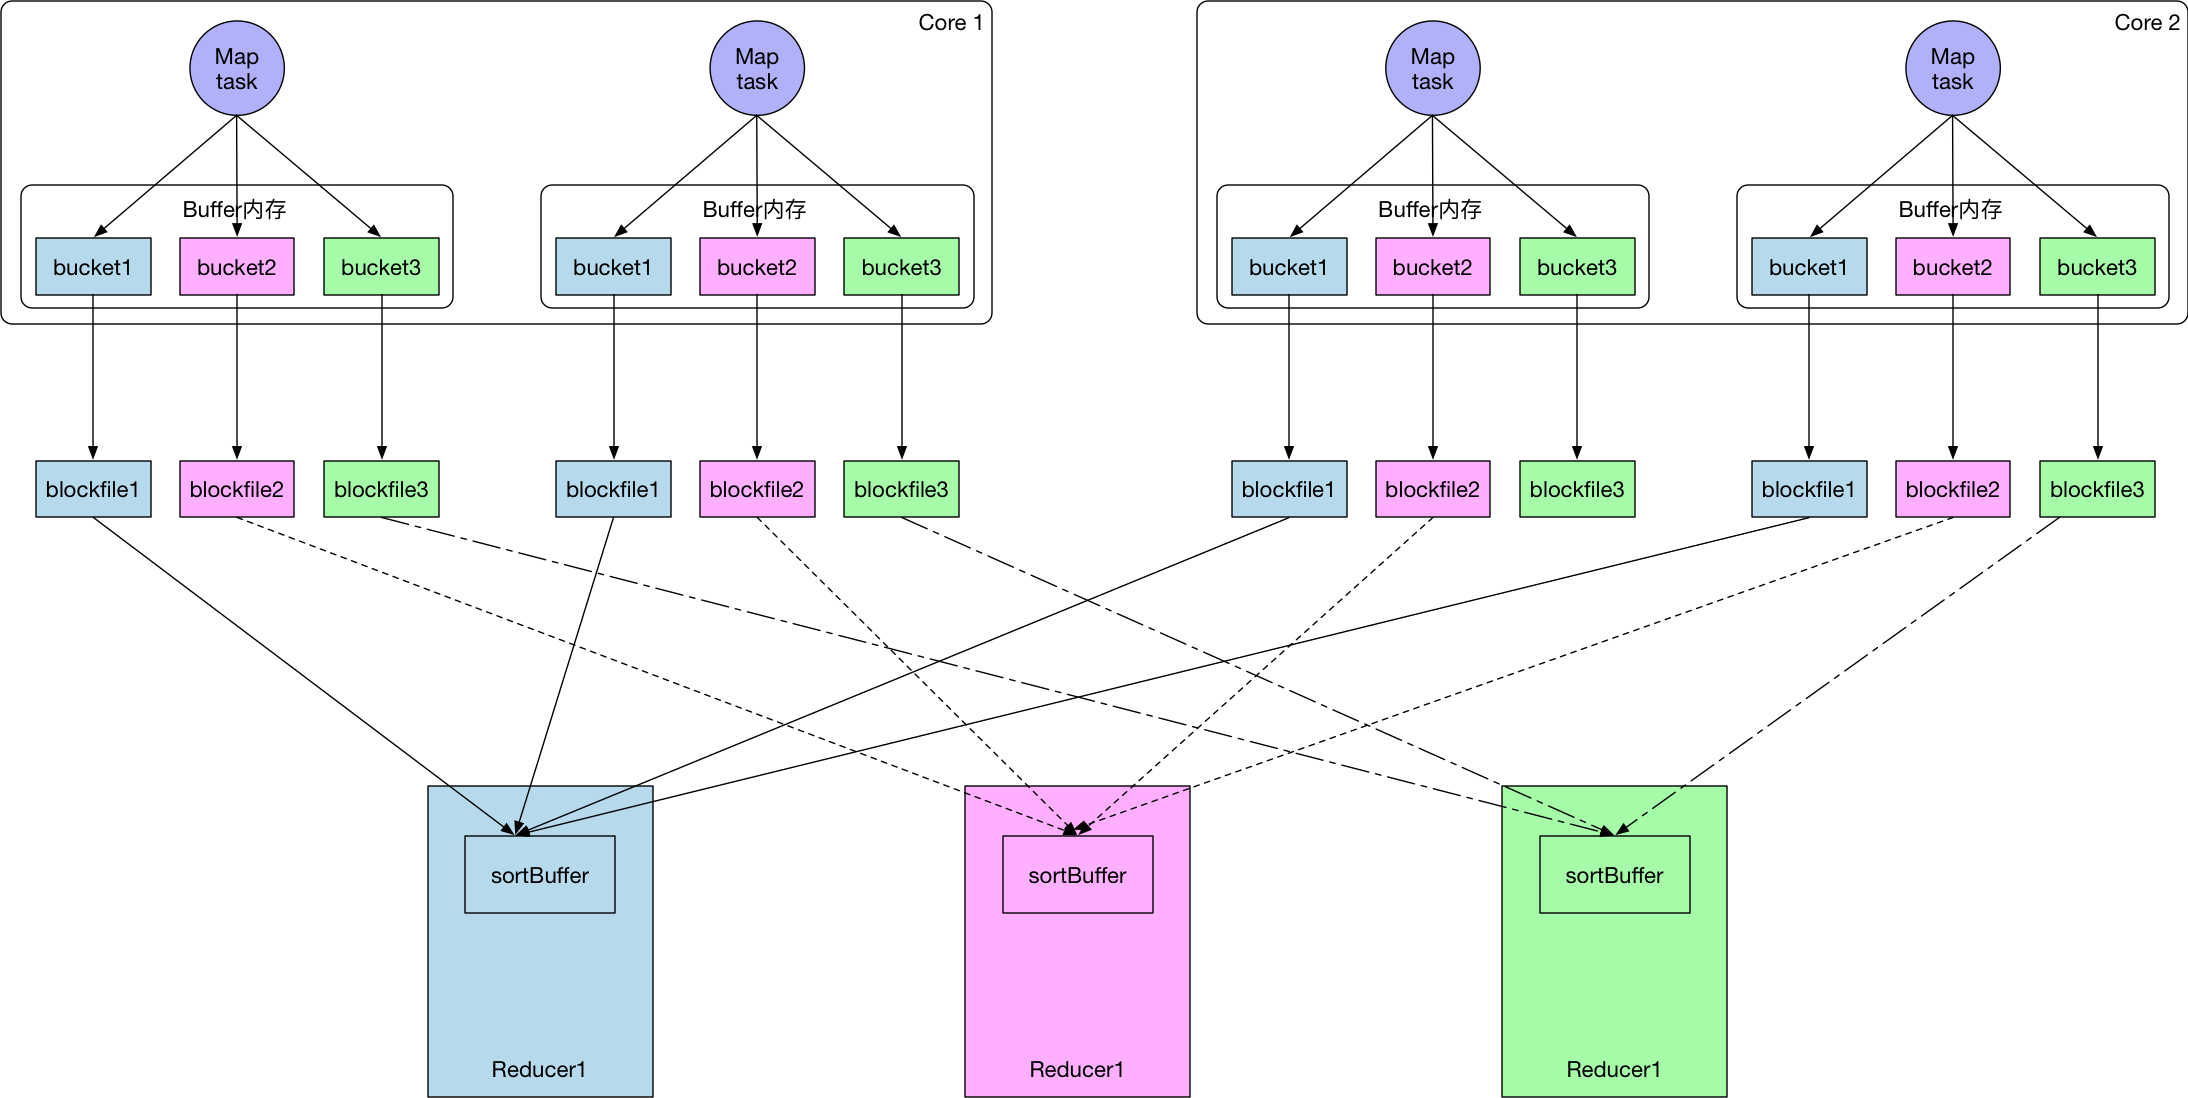 Core 1
Core 2
Map
task
Map
task
Map
task
Map
task
Buffer内存
Buffer内存
Buffer内存
Buffer内存
bucket1
bucket2
bucket3
bucket1
bucket2
bucket3
bucket1
bucket2
bucket3
bucket1
bucket2
bucket3
blockfile1
blockfile2
blockfile3
blockfile1
blockfile2
blockfile3
blockfile1
blockfile2
blockfile3
blockfile1
blockfile2
blockfile3
sortBuffer
sortBuffer
sortBuffer
Reducer1
Reducer1
Reducer1